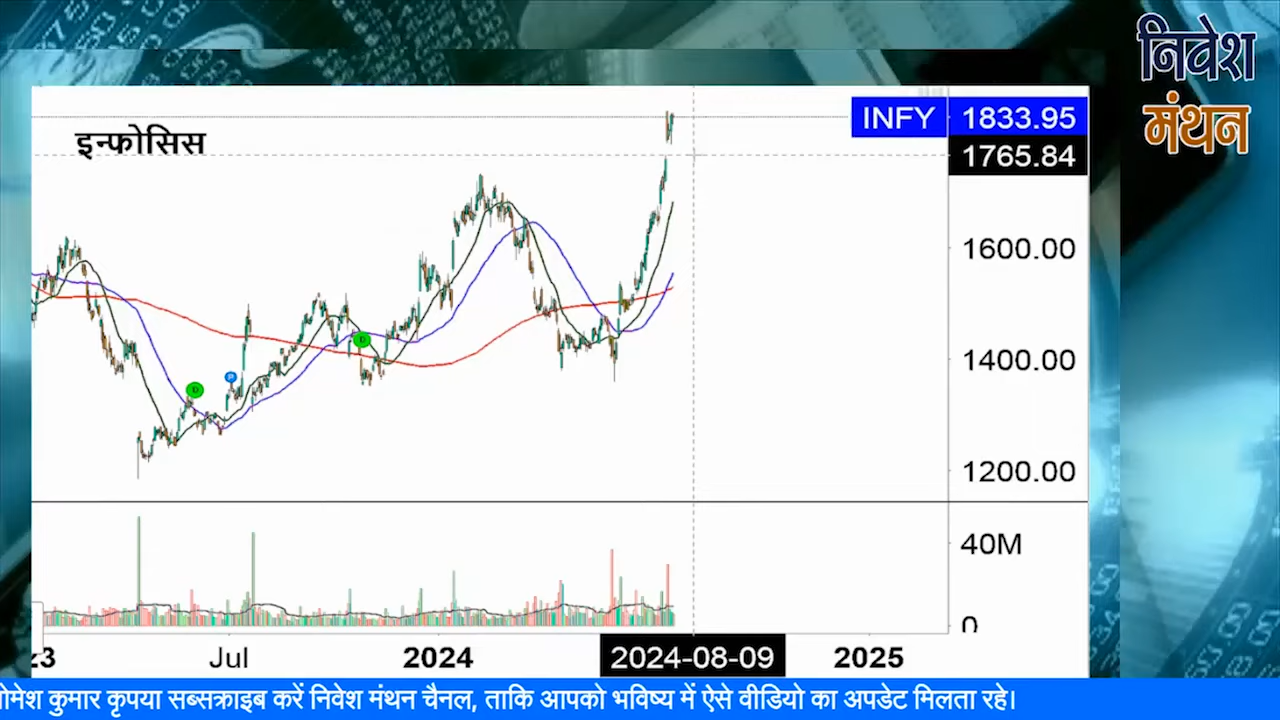 निवेश
मंथन
इन्फोसिस
INFY 1833.95
1765.84
1600.00
1400.00
1200.00
40M
0
Jul 2024 2024-08-09 2025
कुमार कृपया सब्सक्राइब करें निवेश मंथन चैनल, ताकि आपको भविष्य में ऐसे वीडियो का अपडेट मिलता रहे।